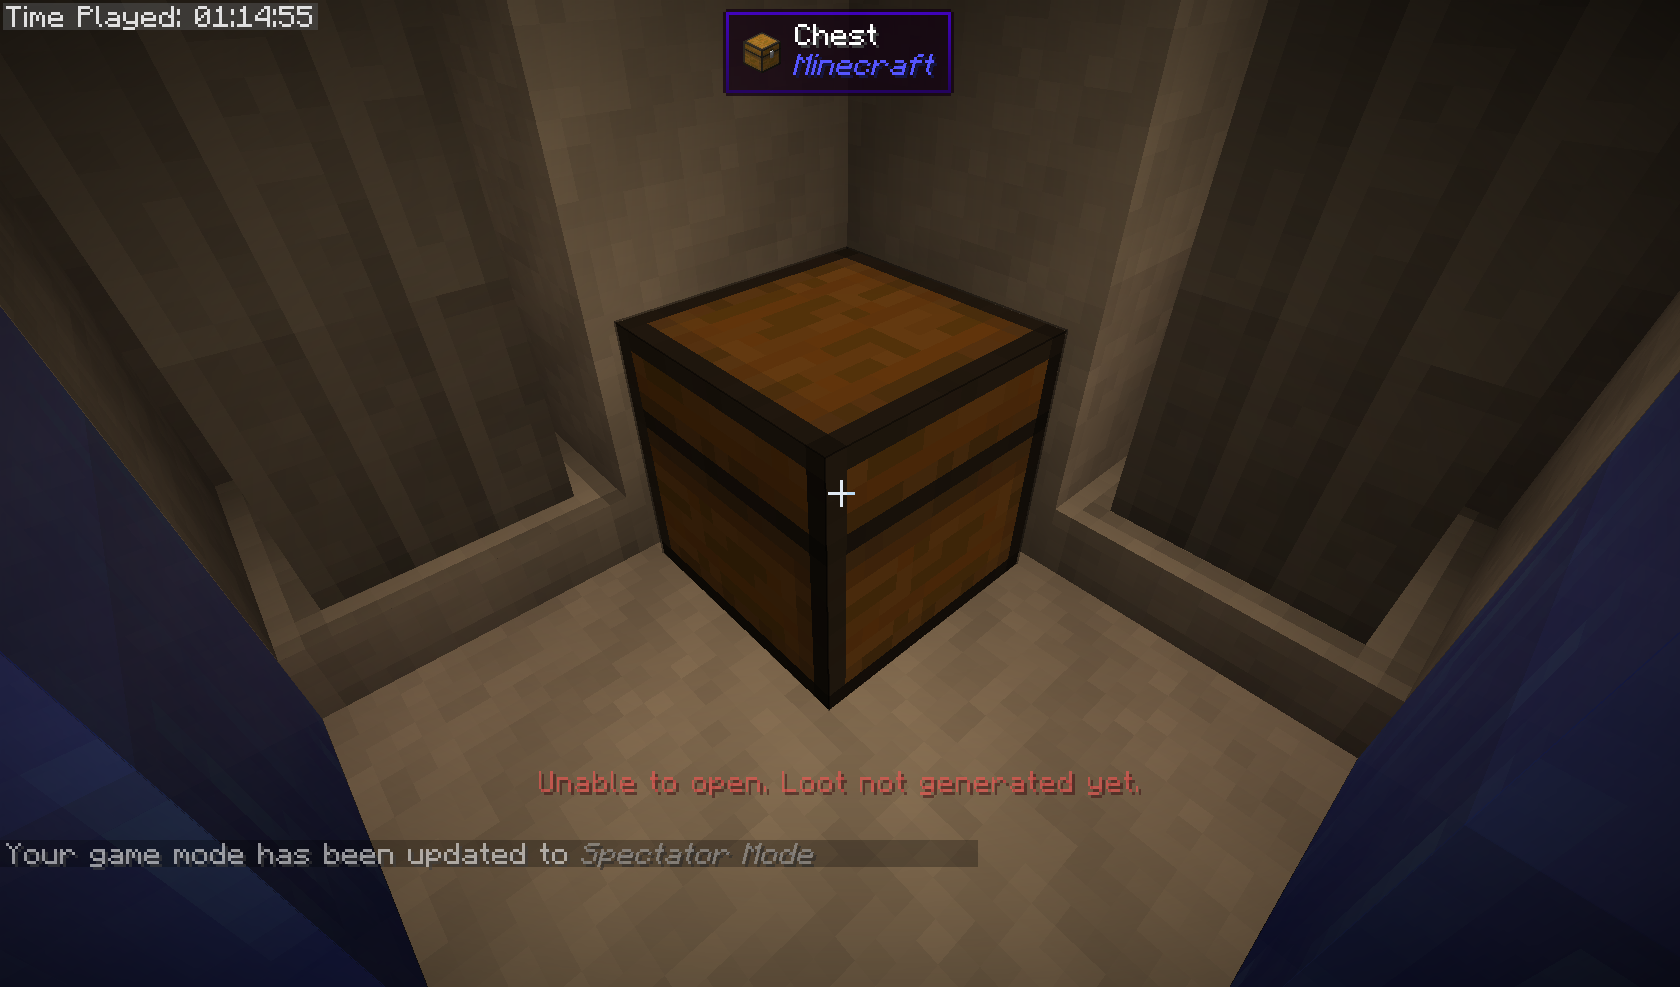 Time Played: 01:14:55
Chest
Minecraft
Unable to open. Loot not generated yet.
Your game mode has been updated to Spectator Mode